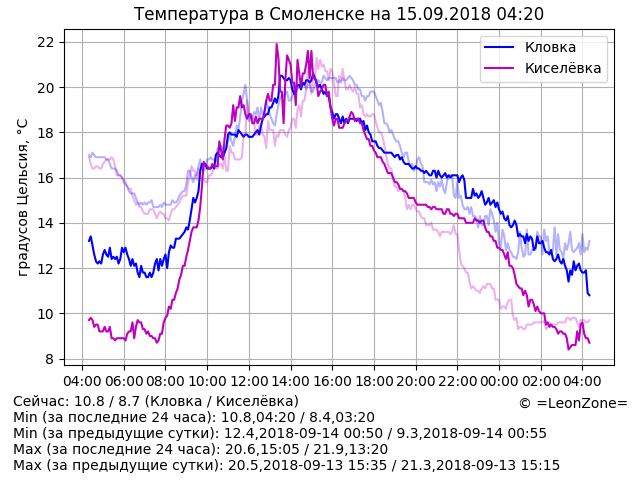 Температура в Смоленске на 15.09.2018 04:20
Кловка
Киселёвка
градусов Цельсия, °C
22
20
18
16
14
12
10
8
04:00 06:00 08:00 10:00 12:00 14:00 16:00 18:00 20:00 22:00 00:00 02:00 04:00
Сейчас: 10.8 / 8.7 (Кловка / Киселёвка)
© =LeonZone=
Min (за последние 24 часа): 10.8,04:20 / 8.4,03:20
Min (за предыдущие сутки): 12.4,2018-09-14 00:50 / 9.3,2018-09-14 00:55
Max (за последние 24 часа): 20.6,15:05 / 21.9,13:20
Max (за предыдущие сутки): 20.5,2018-09-13 15:35 / 21.3,2018-09-13 15:15